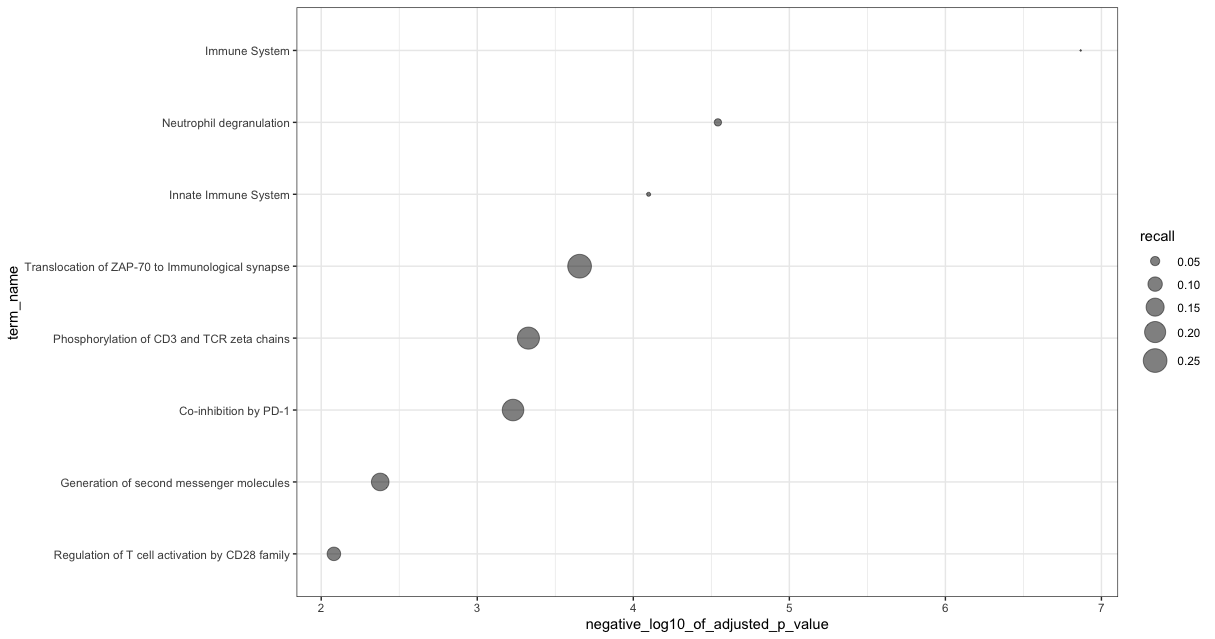 Immune System
Neutrophil degranulation
Innate Immune System
Translocation of ZAP-70 to Immunological synapse
Phosphorylation of CD3 and TCR zeta chains
Co-inhibition by PD-1
Generation of second messenger molecules
Regulation of T cell activation by CD28 family
term_name
2 3 4 5 6 7
negative_log10_of_adjusted_p_value
recall
0.05
0.10
0.15
0.20
0.25